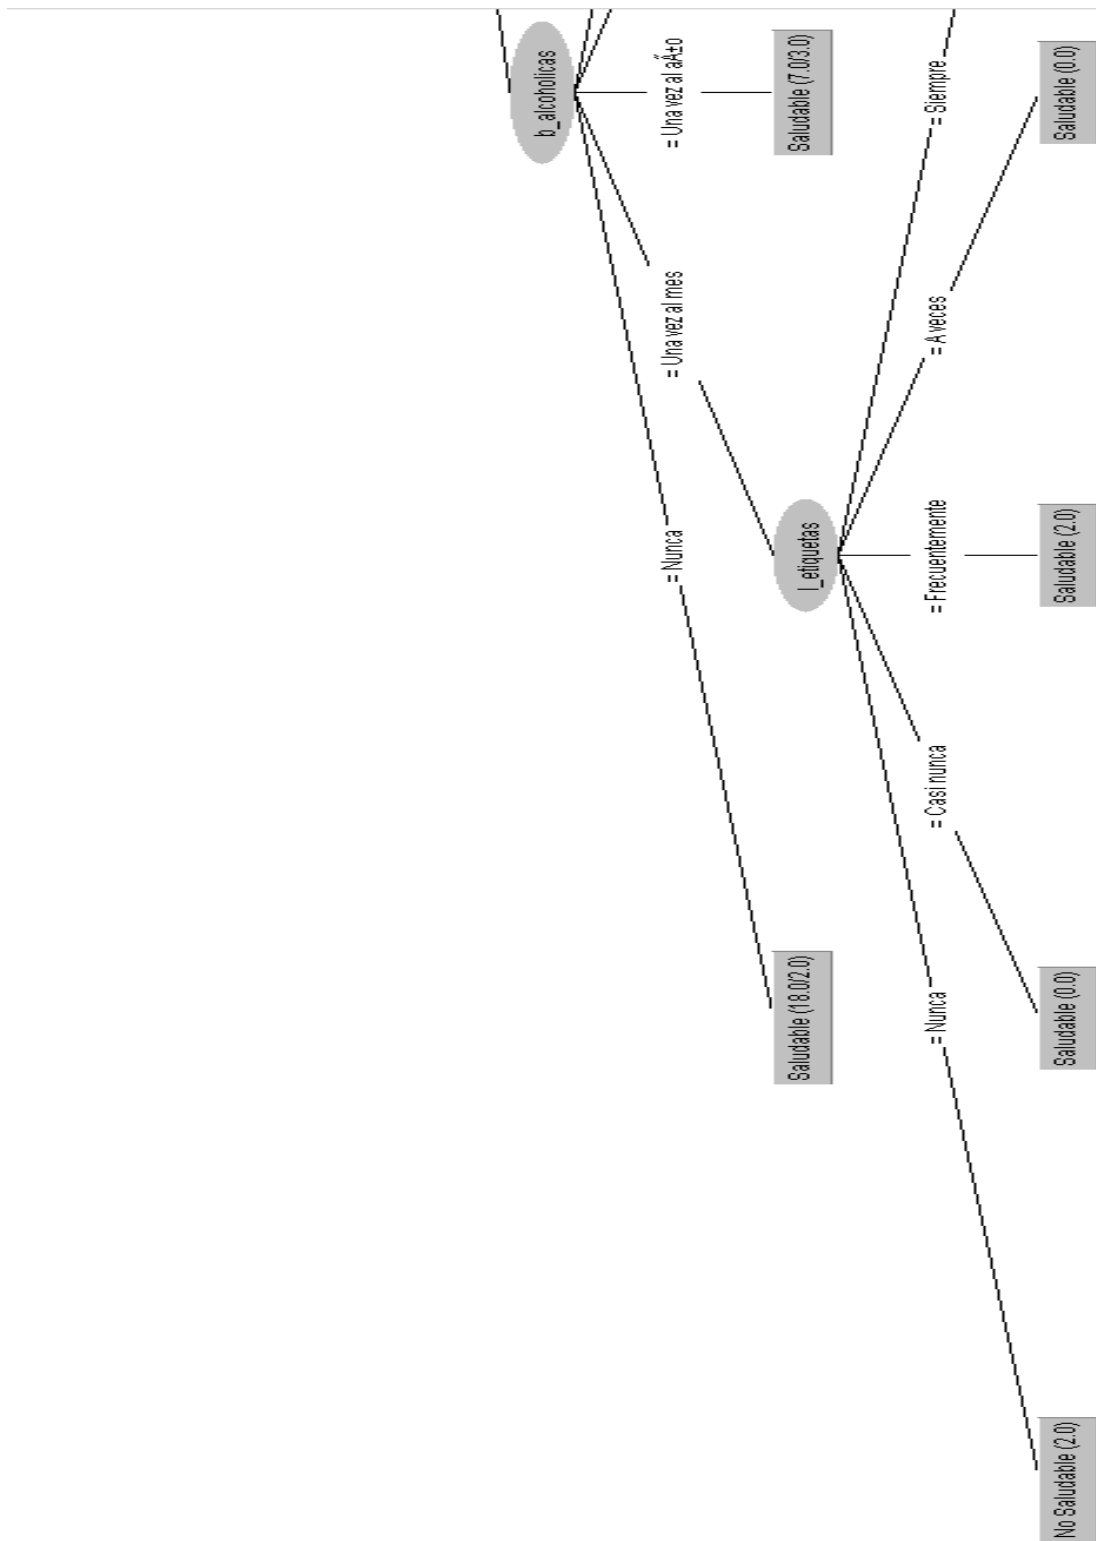 b_alcoholicas
= Nunca
= Una vez al mes
= Una vez al aÃ±o
Saludable (18.0/2.0)
l_etiquetas
Saludable (7.0/3.0)
= Nunca
= Casi nunca
= Frecuentemente
= A veces
= Siempre
No Saludable (2.0)
Saludable (0.0)
Saludable (2.0)
Saludable (0.0)